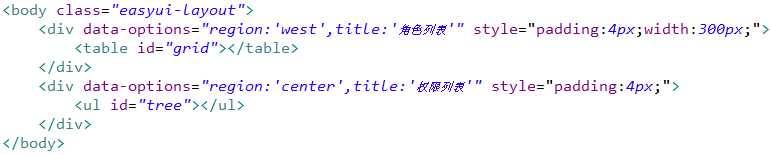 <body class="easyui-layout">
<div data-options="region:'west',title:'角色列表'" style="padding:4px;width:300px;">
<table id="grid"></table>
</div>
<div data-options="region:'center',title:'权限列表'" style="padding:4px;">
<ul id="tree"></ul>
</div>
</body>